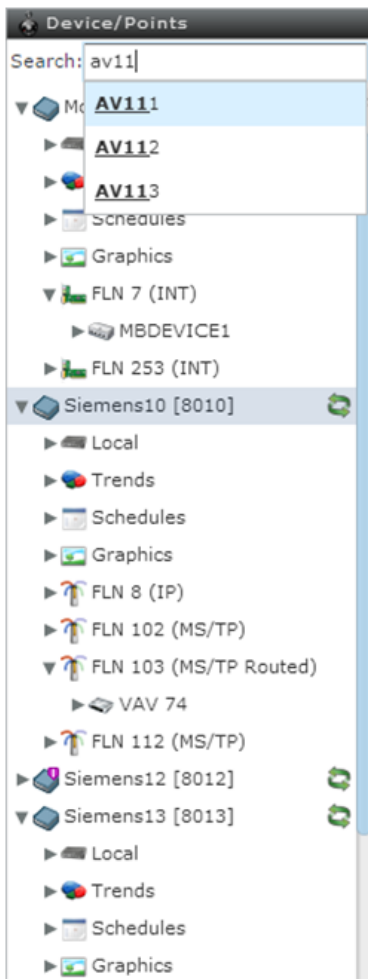 Device/Points
Search: av11
AV111
AV112
AV113
Schedules
Graphics
FLN 7 (INT)
MBDEVICE1
FLN 253 (INT)
Siemens10 [8010]
Local
Trends
Schedules
Graphics
FLN 8 (IP)
FLN 102 (MS/TP)
FLN 103 (MS/TP Routed)
VAV 74
FLN 112 (MS/TP)
Siemens12 [8012]
Siemens13 [8013]
Local
Trends
Schedules
Graphics